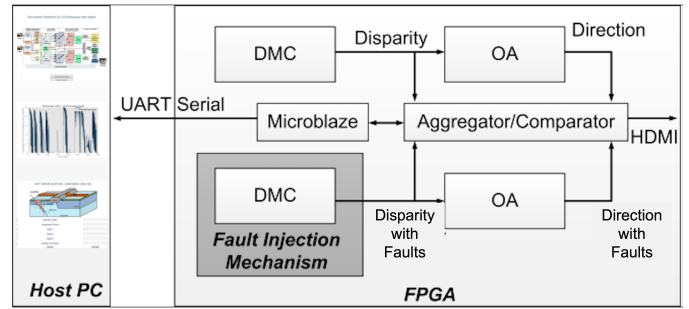 DMC
Disparity
OA
Direction
UART Serial
Microblaze
Aggregator/Comparator
HDMI
DMC
Fault Injection
Mechanism
Disparity
with
Faults
OA
Direction
with
Faults
Host PC
FPGA